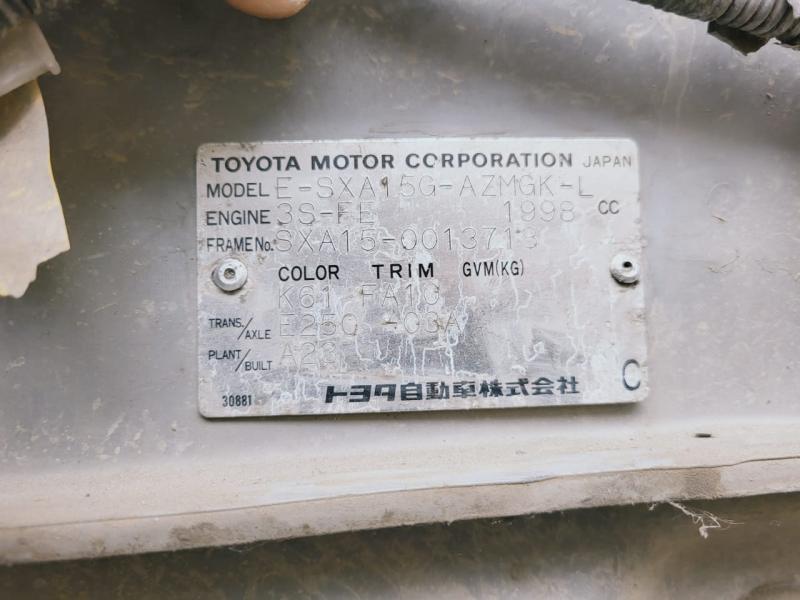 TOYOTA MOTOR CORPORATION JAPAN
MODEL E-SXA15G-AZMGK-L
ENGINE 3S-FE 1998 CC
FRAME No. SXA15-0013713
COLOR TRIM GVM(KG)
K61 FA10
TRANS./AXLE E250 -03A
PLANT/BUILT A23
30881 トヨタ自動車株式会社 C